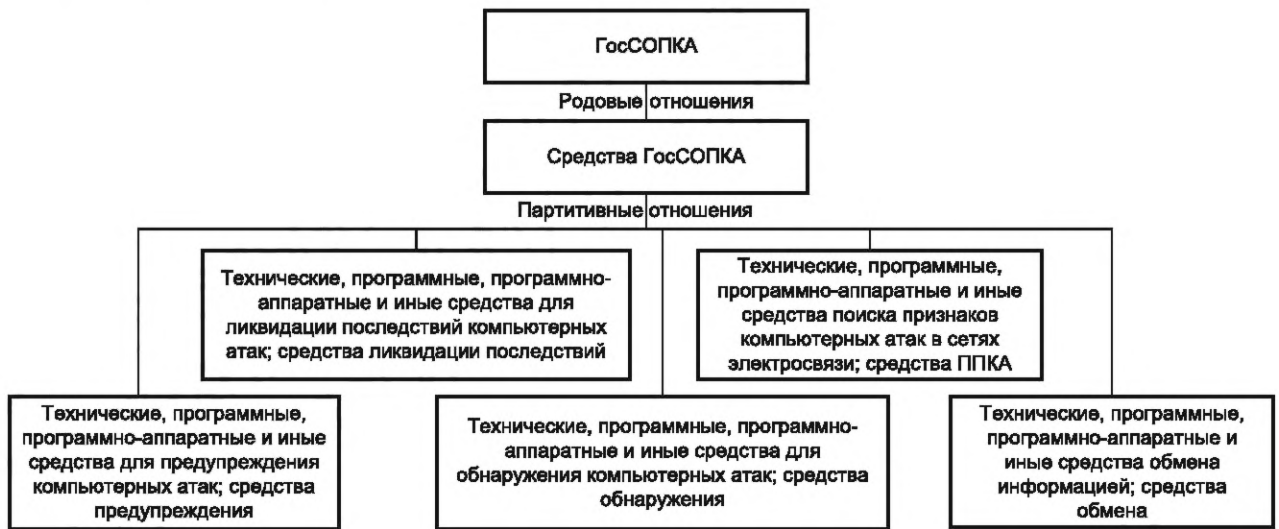 ГосСОПКА
Родовые отношения
Средства ГосСОПКА
Партитивные отношения
Технические, программные, программно-
аппаратные и иные средства для
ликвидации последствий компьютерных
атак; средства ликвидации последствий
Технические, программные,
программно-аппаратные и иные
средства поиска признаков
компьютерных атак в сетях
электросвязи; средства ППКА
Технические, программные,
программно-аппаратные и иные
средства для предупреждения
компьютерных атак; средства
предупреждения
Технические, программные, программно-
аппаратные и иные средства для
обнаружения компьютерных атак; средства
обнаружения
Технические, программные,
программно-аппаратные и
иные средства обмена
информацией; средства
обмена